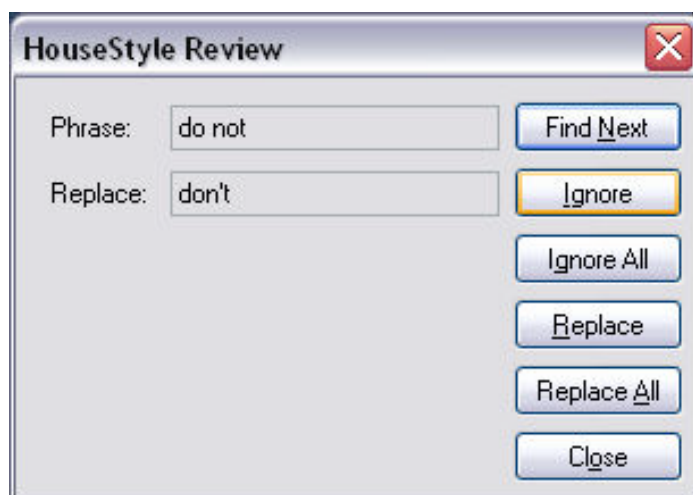 HouseStyle Review
Phrase: do not Find Next
Replace: don't Ignore
Ignore All
Replace
Replace All
Close